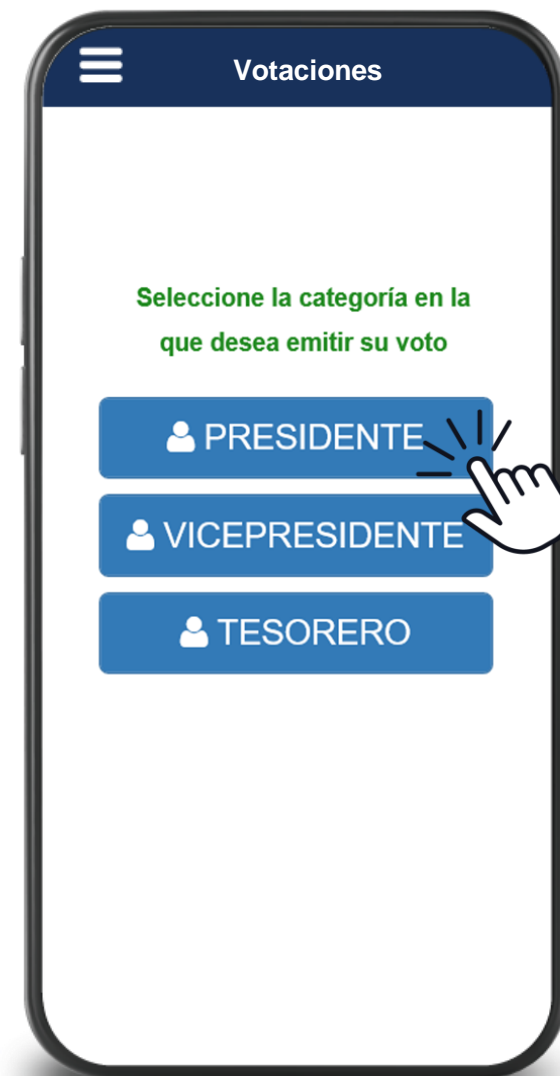 Votaciones
Seleccione la categoría en la
que desea emitir su voto
PRESIDENTE
VICEPRESIDENTE
TESORERO